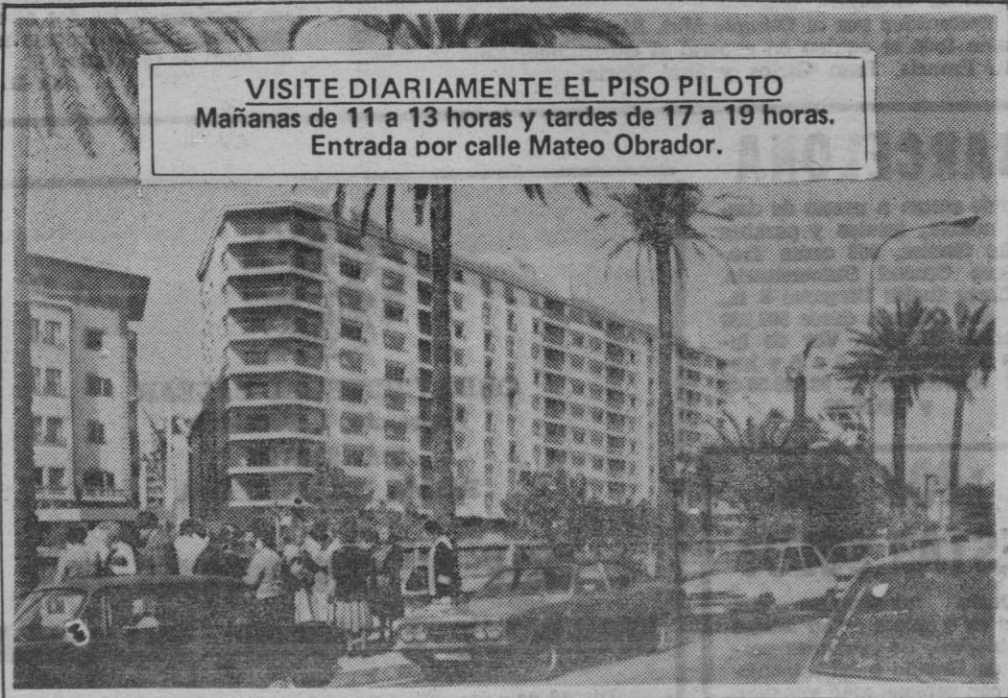 VISITE DIARIAMENTE EL PISO PILOTO
Mañanas de 11 a 13 horas y tardes de 17 a 19 horas.
Entrada por calle Mateo Obrador.